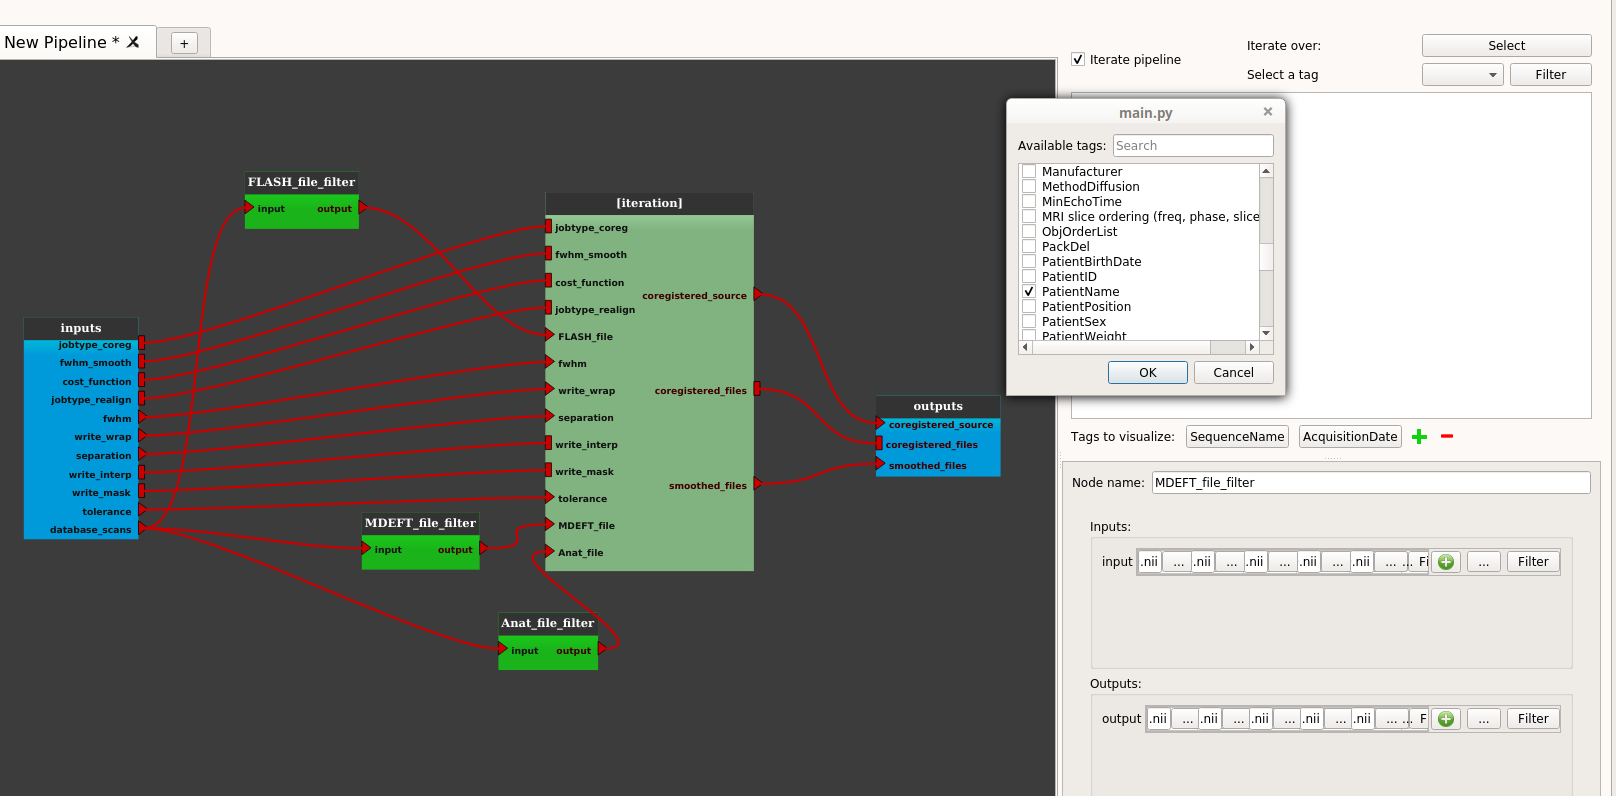 New Pipeline *
+
Iterate pipeline
Iterate over:
Select
Select a tag
Filter
main.py
Available tags:
Search
Manufacturer
MethodDiffusion
MinEchoTime
MRI slice ordering (freq, phase, slice
ObjOrderList
PackDel
PatientBirthDate
PatientID
PatientName
PatientPosition
PatientSex
PatientWeight
OK
Cancel
FLASH_file_filter
input output
[iteration]
jobtype_coreg
fwhm_smooth
cost_function
jobtype_realign
FLASH_file
fwhm
write_wrap
separation
write_interp
write_mask
tolerance
MDEFT_file
Anat_file
coregistered_source
coregistered_files
smoothed_files
inputs
jobtype_coreg
fwhm_smooth
cost_function
jobtype_realign
fwhm
write_wrap
separation
write_interp
write_mask
tolerance
database_scans
MDEFT_file_filter
input output
Anat_file_filter
input output
outputs
coregistered_source
coregistered_files
smoothed_files
Tags to visualize: SequenceName AcquisitionDate
Node name: MDEFT_file_filter
Inputs:
input .nii ... .nii ... .nii ... .nii ... .nii ... ... Fi ... Filter
Outputs:
output .nii ... .nii ... .nii ... .nii ... .nii ... ... F ... Filter